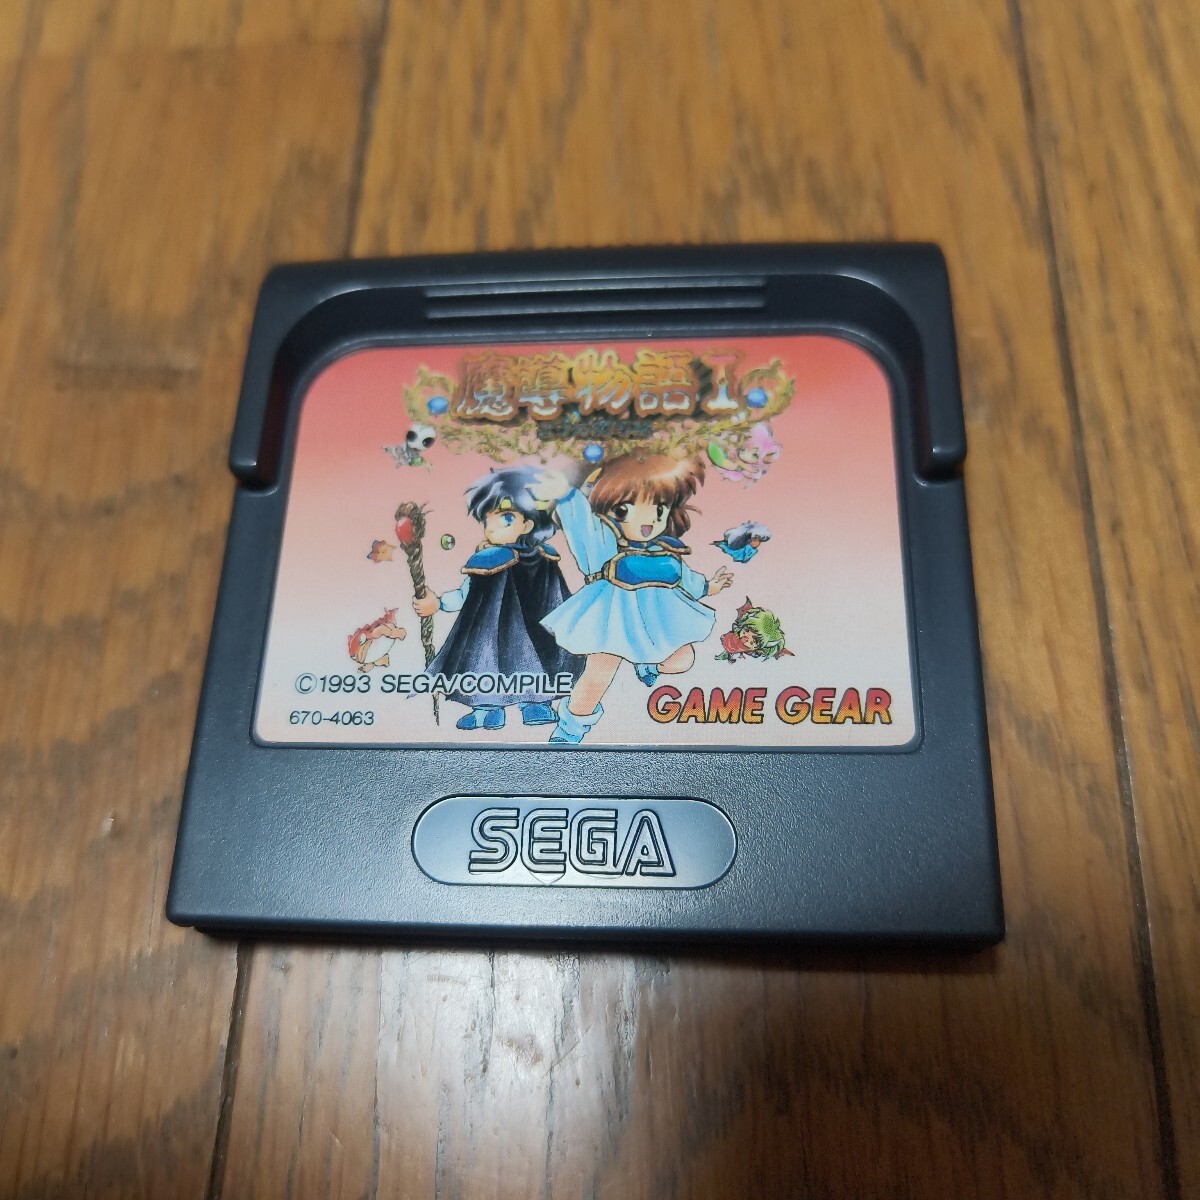 魔導物語I
©1993 SEGA/COMPILE
670-4063
GAME GEAR
SEGA